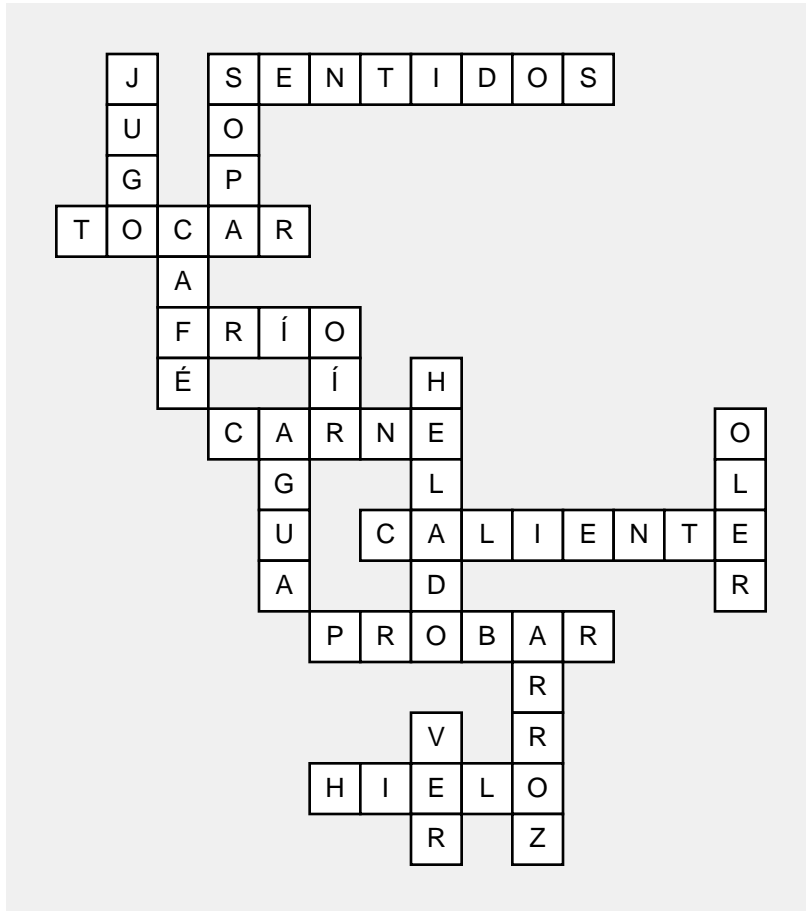 J SENTIDOS
U O
G P
TOCAR
A
FRÍO
É Í H
CARNE O
G L L
U CALIENTE
A D R
PROBAR
R
V R
HIELO
R Z